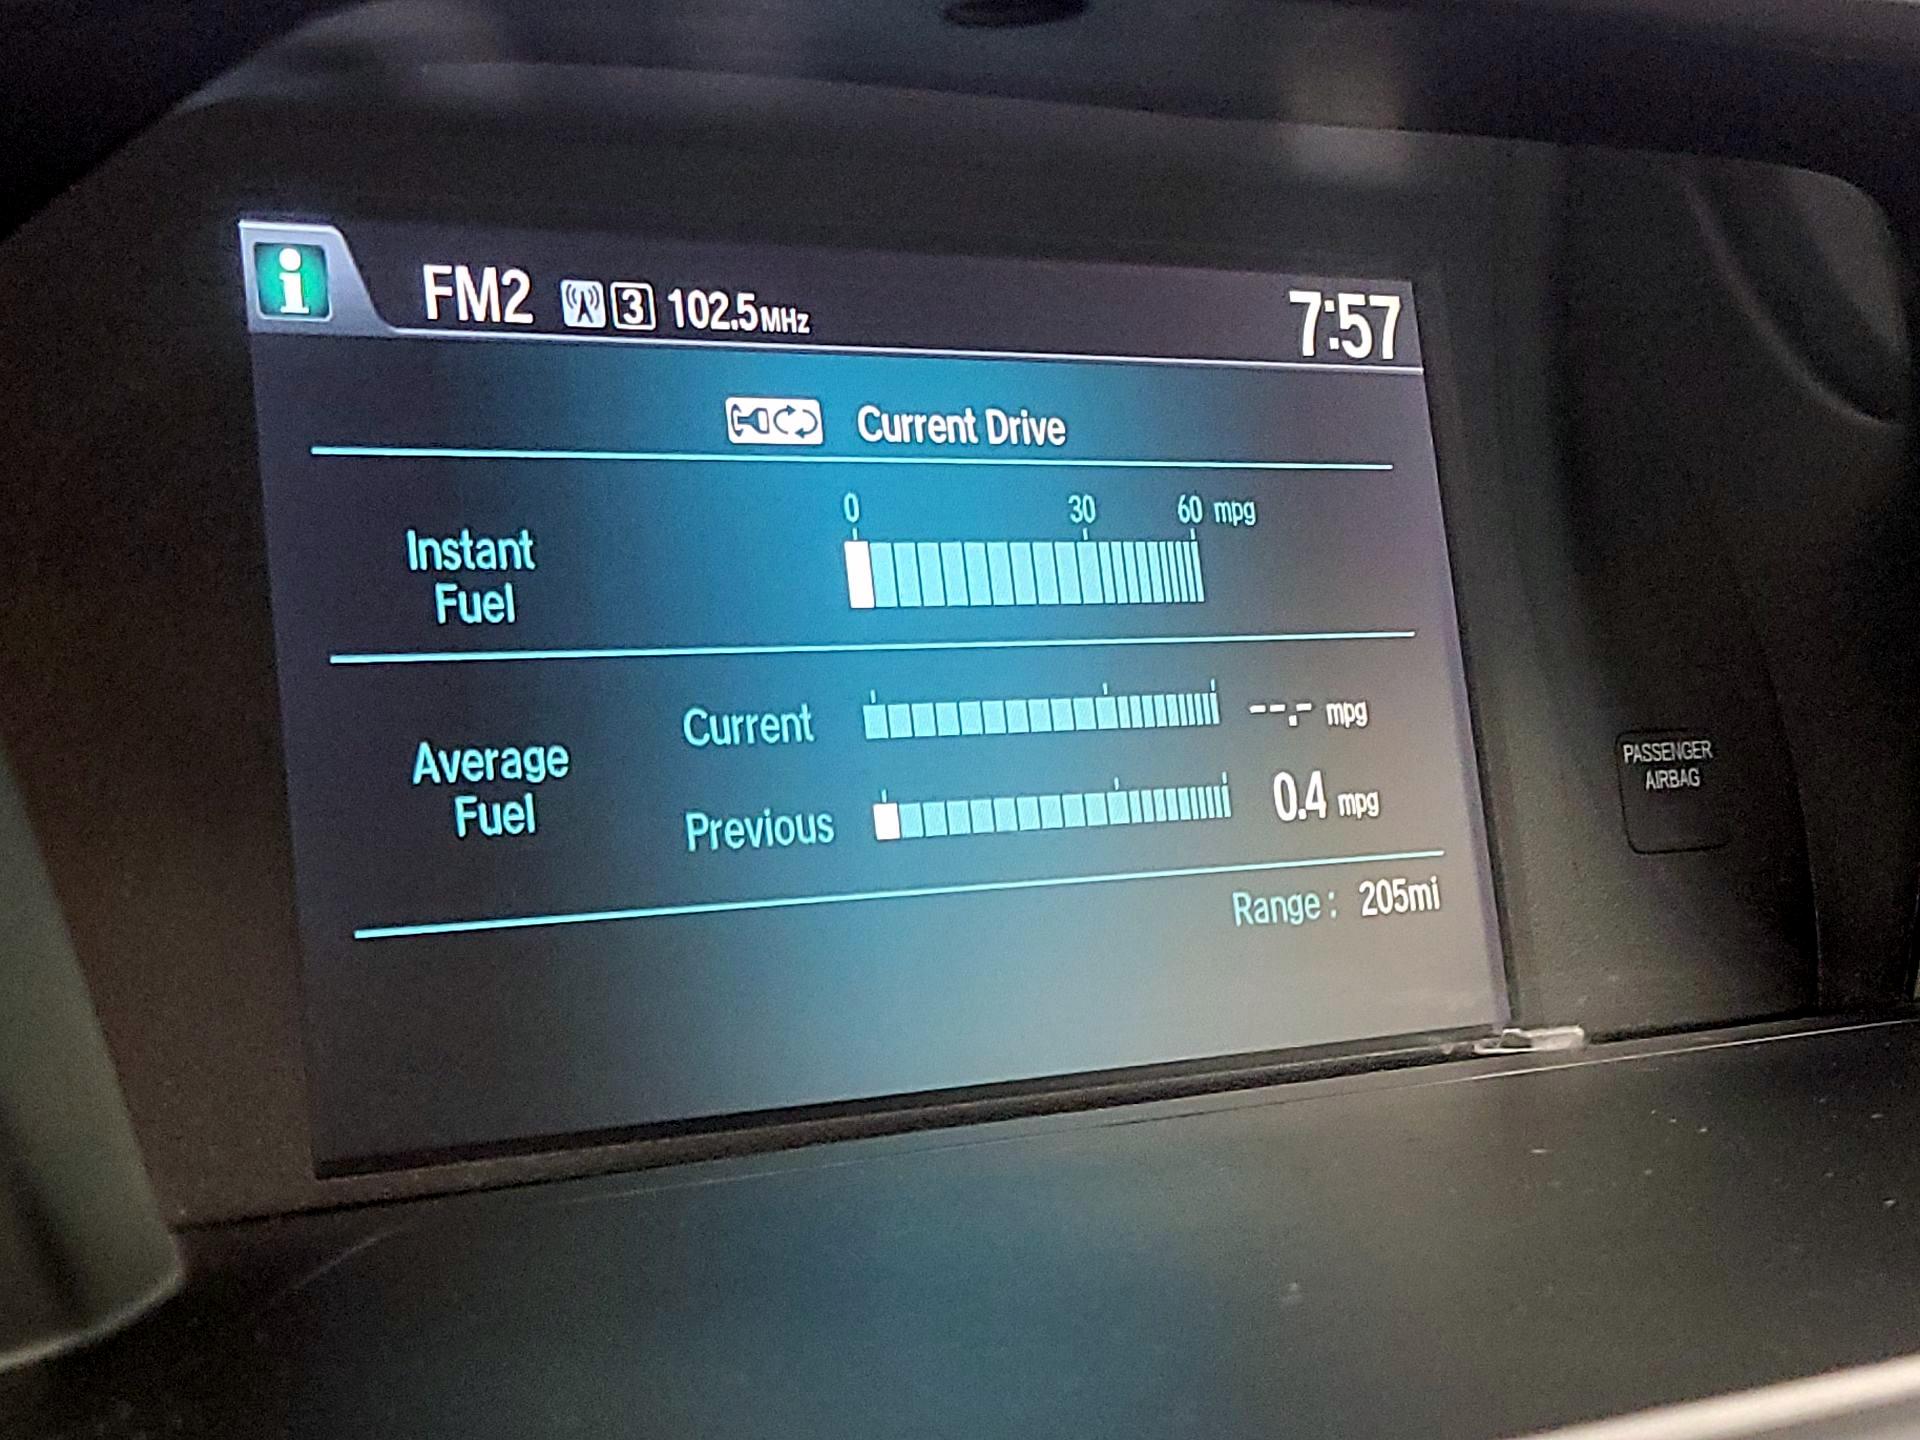 i FM2 3 102.5MHz 7:57
Current Drive
0 30 60 mpg
Instant
Fuel
Current --.- mpg
Average
Fuel
Previous 0.4 mpg
Range: 205mi
PASSENGER
AIRBAG